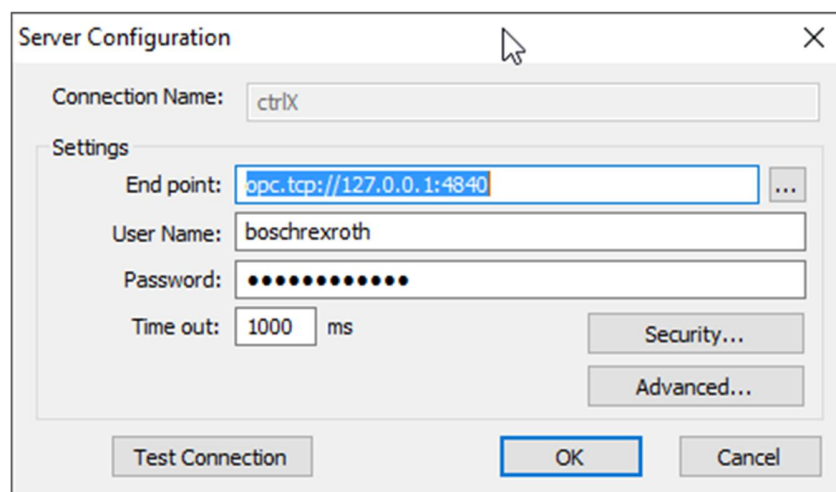 Server Configuration
Connection Name: ctrlX
Settings
End point: opc.tcp://127.0.0.1:4840 ...
User Name: boschrexroth
Password: ●●●●●●●●●●●●
Time out: 1000 ms
Security...
Advanced...
Test Connection OK Cancel